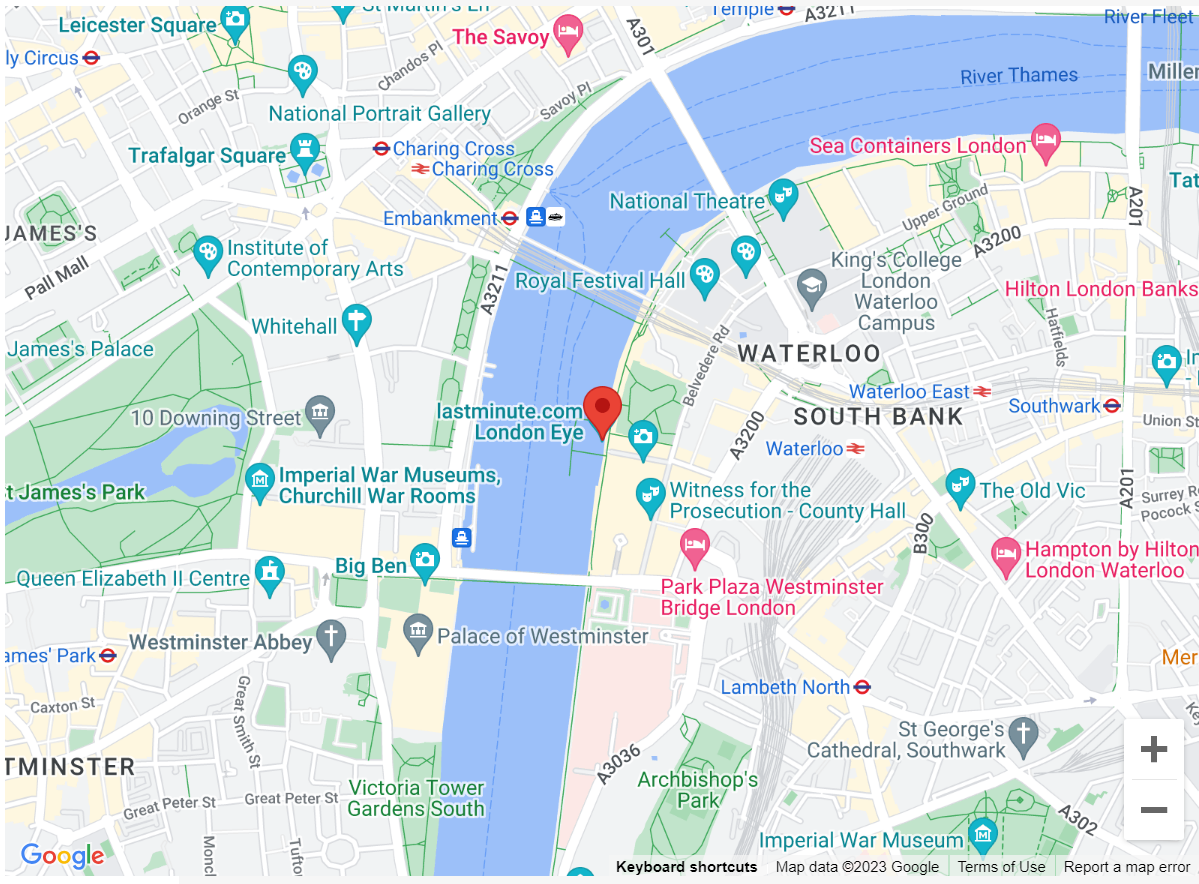 St Martin's Ln
Temple
A3211
River Fleet
Leicester Square
The Savoy
A301
ly Circus
Chandos Pl
River Thames
Miller
Orange St
Savoy Pl
National Portrait Gallery
Sea Containers London
Trafalgar Square
Charing Cross
Charing Cross
Tat
National Theatre
A201
Embankment
Upper Ground
JAMES'S
A3200
Institute of
Contemporary Arts
King's College
London
Waterloo
Campus
Pall Mall
Royal Festival Hall
A3211
Hilton London Banks
Whitehall
Hatfields
James's Palace
Belvedere Rd
WATERLOO
10 Downing Street
lastminute.com
London Eye
Waterloo East
Southwark
SOUTH BANK
Union St
A3200
Waterloo
Imperial War Museums,
Churchill War Rooms
t James's Park
Witness for the
Prosecution - County Hall
The Old Vic
A201
Surrey Ro
Pocock S
B300
Big Ben
Hampton by Hilton
London Waterloo
Queen Elizabeth II Centre
Park Plaza Westminster
Bridge London
Westminster Abbey
Palace of Westminster
ames' Park
Mer
Lambeth North
Caxton St
Great Smith St
St George's
Cathedral, Southwark
TMINSTER
A3036
Archbishop's
Park
Victoria Tower
Gardens South
Great Peter St
Great Peter St
A302
Imperial War Museum
Monc
Tufto
Google
Keyboard shortcuts
Map data ©2023 Google
Terms of Use
Report a map error